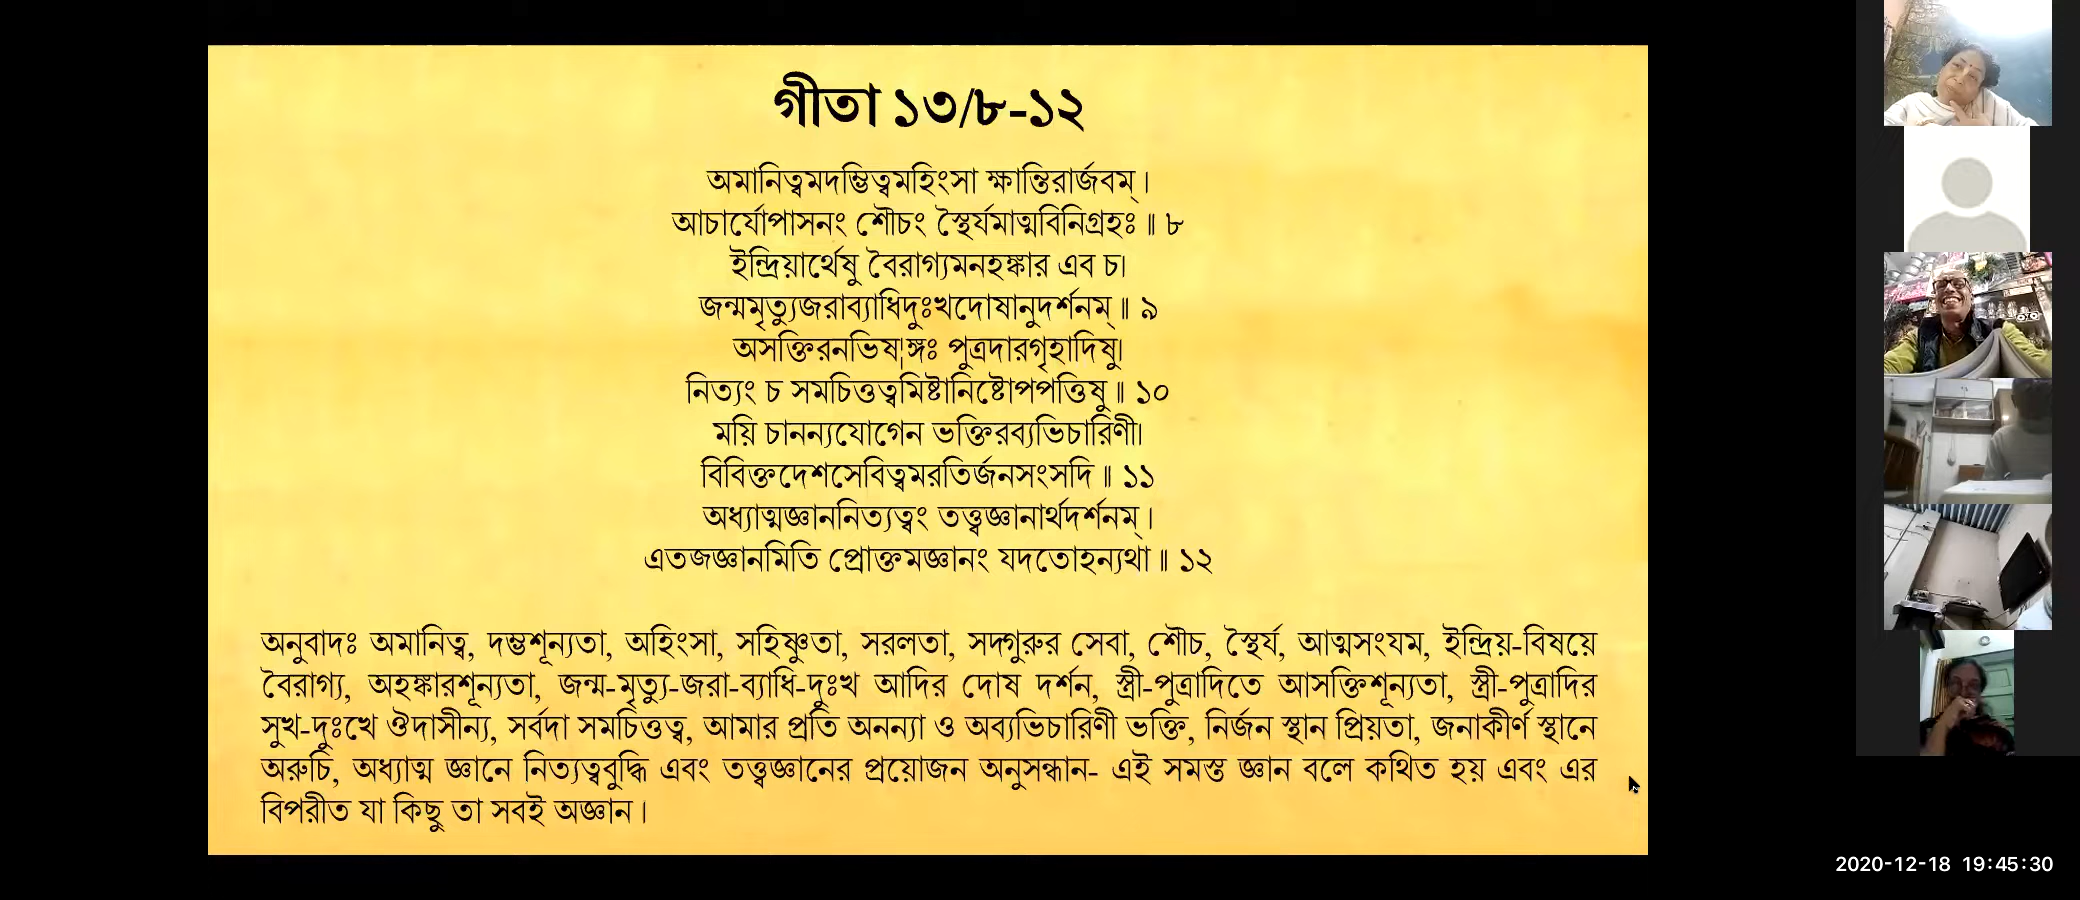 গীতা ১৩/৮-১২
অমানিত্বমদম্ভিত্বমহিংসা ক্ষান্তিরার্জবম্।
আচার্যোপাসনং শৌচং স্থৈর্যমাত্মবিনিগ্রহঃ॥ ৮
ইন্দ্রিয়ার্থেষু বৈরাগ্যমনহঙ্কার এব চ।
জন্মমৃত্যুজরাব্যাধিদুঃখদোষানুদর্শনম্॥ ৯
অসক্তিরনভিষ¦ঙ্গঃ পুত্রদারগৃহাদিষু।
নিত্যং চ সমচিত্তত্বমিষ্টানিষ্টোপপত্তিষু॥ ১০
ময়ি চানন্যযোগেন ভক্তিরব্যভিচারিণী।
বিবিক্তদেশসেবিত্বমরতির্জনসংসদি॥ ১১
অধ্যাত্মজ্ঞাননিত্যত্বং তত্ত্বজ্ঞানার্থদর্শনম্।
এতজজ্ঞানমিতি প্রোক্তমজ্ঞানং যদতোহন্যথা॥ ১২
অনুবাদঃ অমানিত্ব, দম্ভশূন্যতা, অহিংসা, সহিষ্ণুতা, সরলতা, সদ্গুরুর সেবা, শৌচ, স্থৈর্য, আত্মসংযম, ইন্দ্রিয়-বিষয়ে
বৈরাগ্য, অহঙ্কারশূন্যতা, জন্ম-মৃত্যু-জরা-ব্যাধি-দুঃখ আদির দোষ দর্শন, স্ত্রী-পুত্রাদিতে আসক্তিশূন্যতা, স্ত্রী-পুত্রাদির
সুখ-দুঃখে ঔদাসীন্য, সর্বদা সমচিত্তত্ব, আমার প্রতি অনন্যা ও অব্যভিচারিণী ভক্তি, নির্জন স্থান প্রিয়তা, জনাকীর্ণ স্থানে
অরুচি, অধ্যাত্ম জ্ঞানে নিত্যত্ববুদ্ধি এবং তত্ত্বজ্ঞানের প্রয়োজন অনুসন্ধান- এই সমস্ত জ্ঞান বলে কথিত হয় এবং এর
বিপরীত যা কিছু তা সবই অজ্ঞান।
2020-12-18 19:45:30